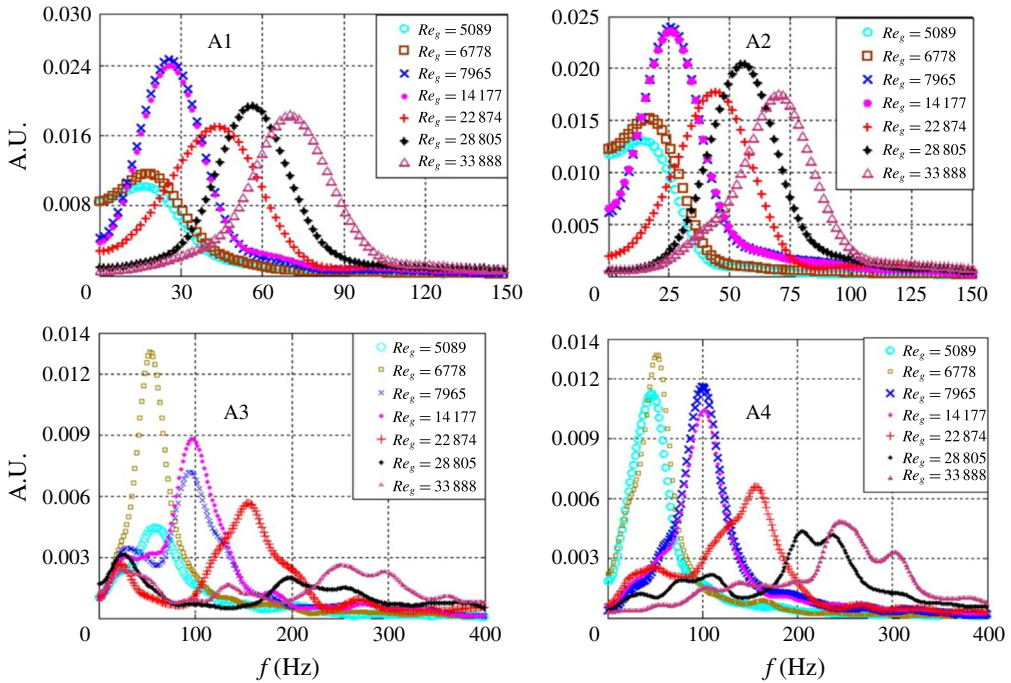 A.U.
0.030
0.024
0.016
0.008
0
30
60
90
120
150
A1
Re_g = 5089
Re_g = 6778
Re_g = 7965
Re_g = 14 177
Re_g = 22 874
Re_g = 28 805
Re_g = 33 888
0.025
0.020
0.015
0.010
0.005
0
25
50
75
100
125
150
A2
Re_g = 5089
Re_g = 6778
Re_g = 7965
Re_g = 14 177
Re_g = 22 874
Re_g = 28 805
Re_g = 33 888
A.U.
0.014
0.012
0.009
0.006
0.003
0
100
200
300
400
f (Hz)
A3
Re_g = 5089
Re_g = 6778
Re_g = 7965
Re_g = 14 177
Re_g = 22 874
Re_g = 28 805
Re_g = 33 888
0.014
0.012
0.009
0.006
0.003
0
100
200
300
400
f (Hz)
A4
Re_g = 5089
Re_g = 6778
Re_g = 7965
Re_g = 14 177
Re_g = 22 874
Re_g = 28 805
Re_g = 33 888